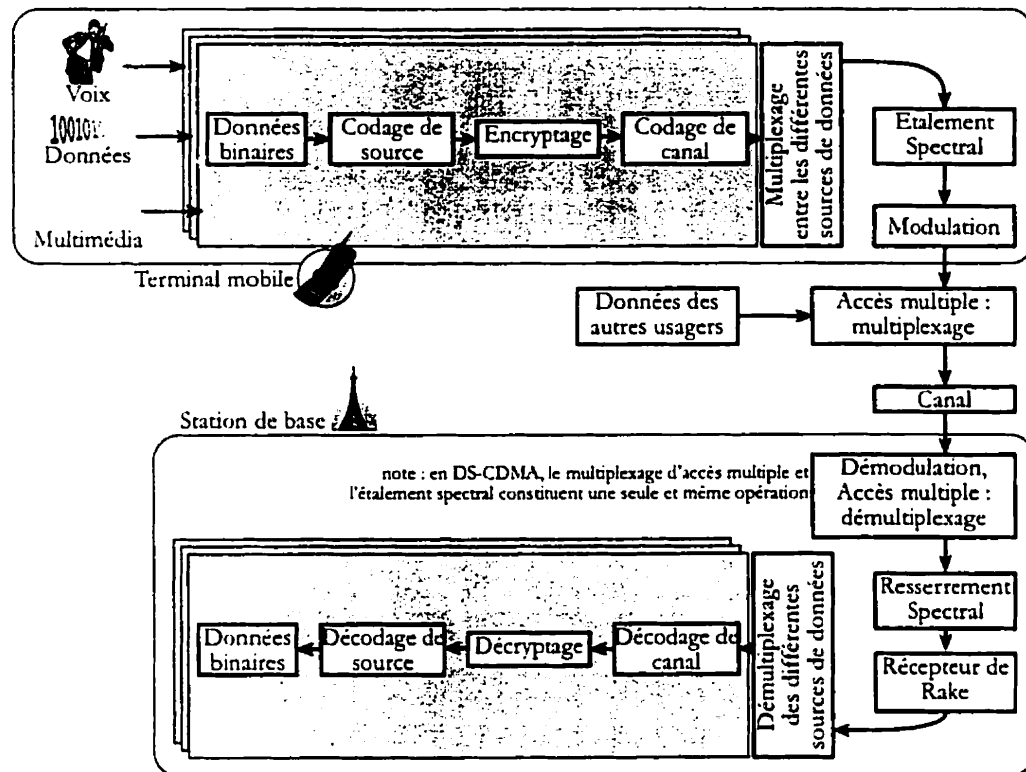 Voix
10010
Données
Multimédia
Données
binaires
Codage de
source
Encryptage
Codage de
canal
Multiplexage
entre les différentes
sources de données
Etalement
Spectral
Modulation
Terminal mobile
Données des
autres usagers
Accès multiple :
multiplexage
Canal
Station de base
note : en DS-CDMA, le multiplexage d'accès multiple et
l'étalement spectral constituent une seule et même opération
Démodulation,
Accès multiple :
démultiplexage
Resserrement
Spectral
Récepteur de
Rake
Démultiplexage
des différentes
sources de données
Décodage de
canal
Décryptage
Décodage de
source
Données
binaires